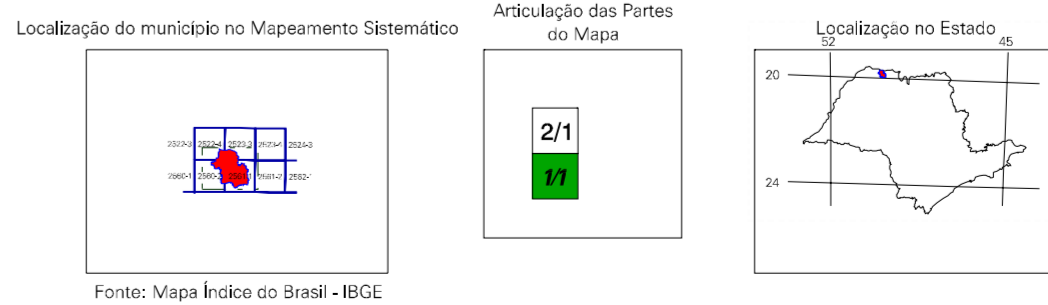 Localização do município no Mapeamento Sistemático
2522-3 2522-4 2523-3 2523-4 2524-3
2560-1 2560-2 2561-1 2561-2 2562-1
Fonte: Mapa Índice do Brasil - IBGE
Articulação das Partes
do Mapa
2/1
1/1
Localização no Estado
52 45
20
24